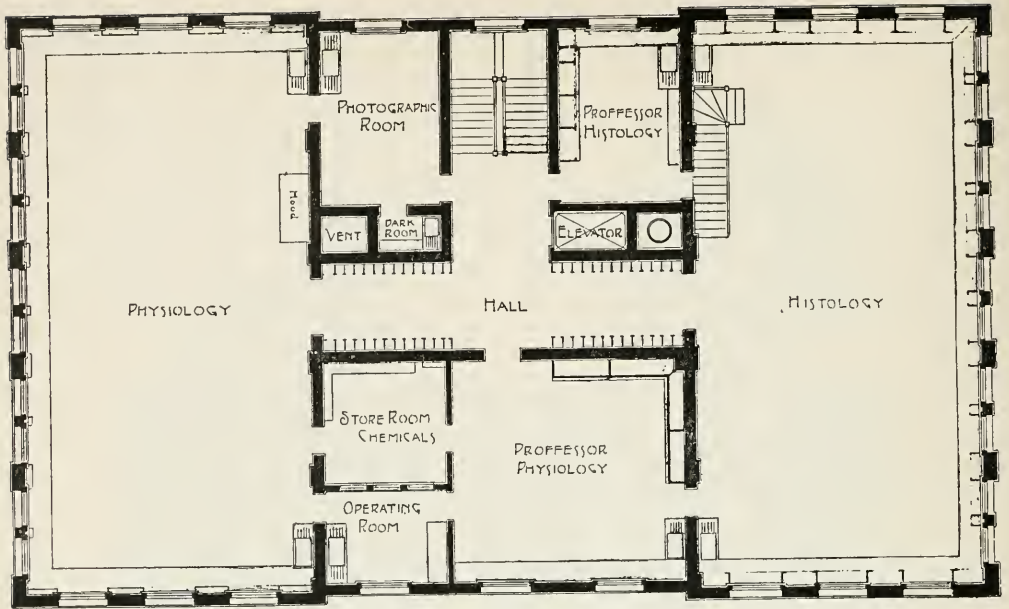 PHOTOGRAPHIC
ROOM
PROFFESSOR
HISTOLOGY
Hood
VENT
DARK
ROOM
ELEVATOR
PHYSIOLOGY
HALL
HISTOLOGY
STORE ROOM
CHEMICALS
PROFFESSOR
PHYSIOLOGY
OPERATING
ROOM